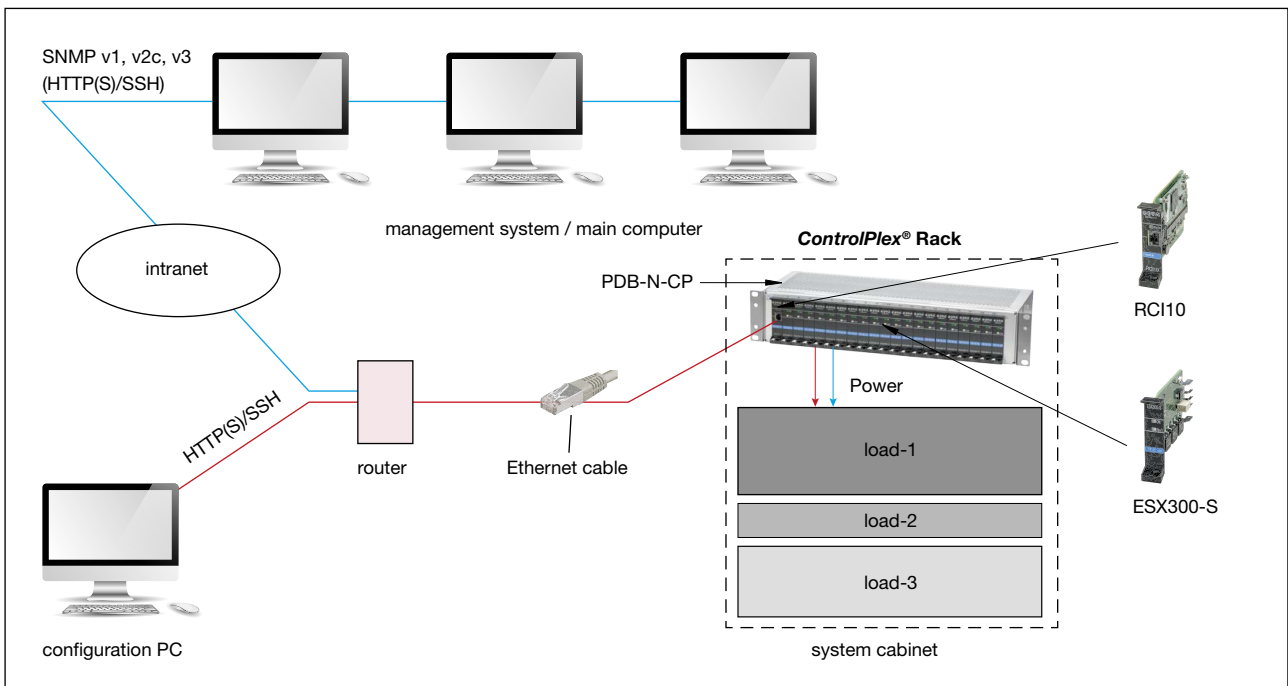 SNMP v1, v2c, v3
(HTTP(S)/SSH)
management system / main computer
intranet
ControlPlex® Rack
PDB-N-CP
RCI10
Power
HTTP(S)/SSH
router
Ethernet cable
load-1
load-2
load-3
ESX300-S
configuration PC
system cabinet